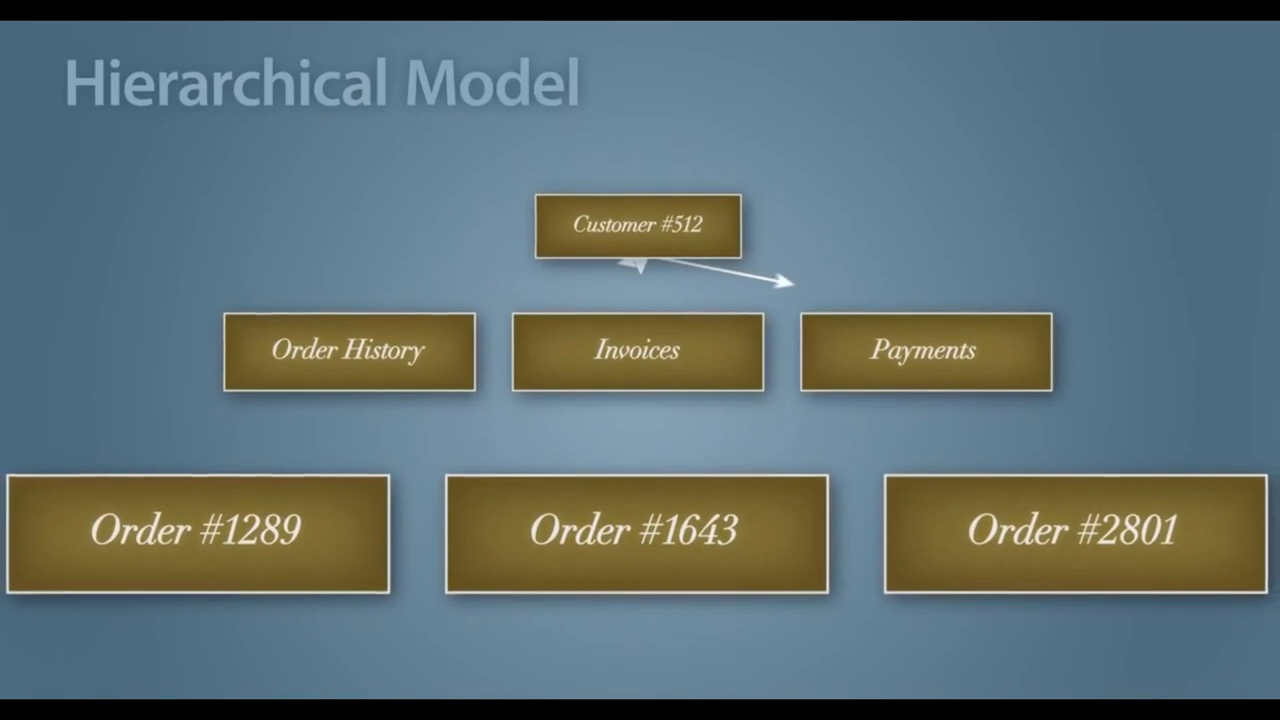 Hierarchical Model
Customer #512
Order History
Invoices
Payments
Order #1289
Order #1643
Order #2801